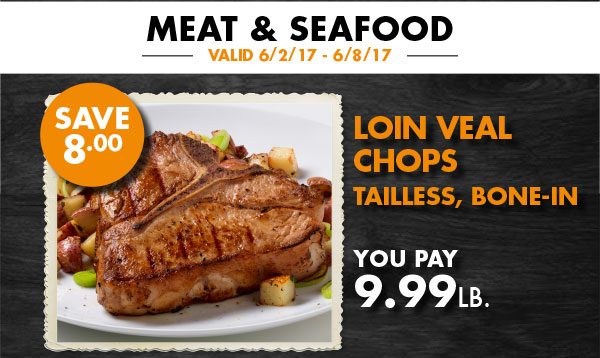 MEAT & SEAFOOD
VALID 6/2/17 - 6/8/17
SAVE
8.00
LOIN VEAL
CHOPS
TAILLESS, BONE-IN
YOU PAY
9.99LB.